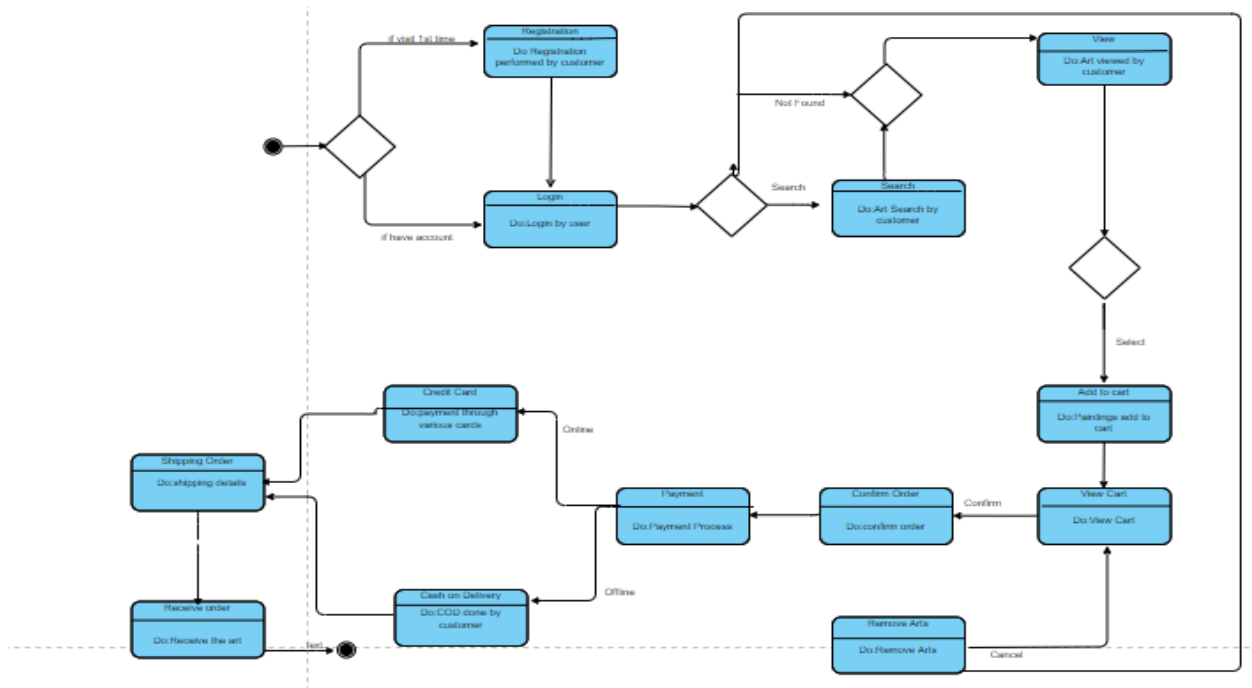 if visit 1st time
Registration
Do:Registration
performed by customer
View
Do:Art viewed by
customer
Not Found
Login
Do:Login by user
Search
Search
Do:Art Search by
customer
if have account
Select
Credit Card
Do:payment through
various cards
Online
Add to cart
Do:Paintings add to
cart
Shipping Order
Do:shipping details
Payment
Do:Payment Process
Confirm Order
Do:confirm order
Confirm
View Cart
Do:View Cart
Cash on Delivery
Do:COD done by
customer
Offline
Receive order
Do:Receive the art
Remove Arts
Do:Remove Arts
Cancel